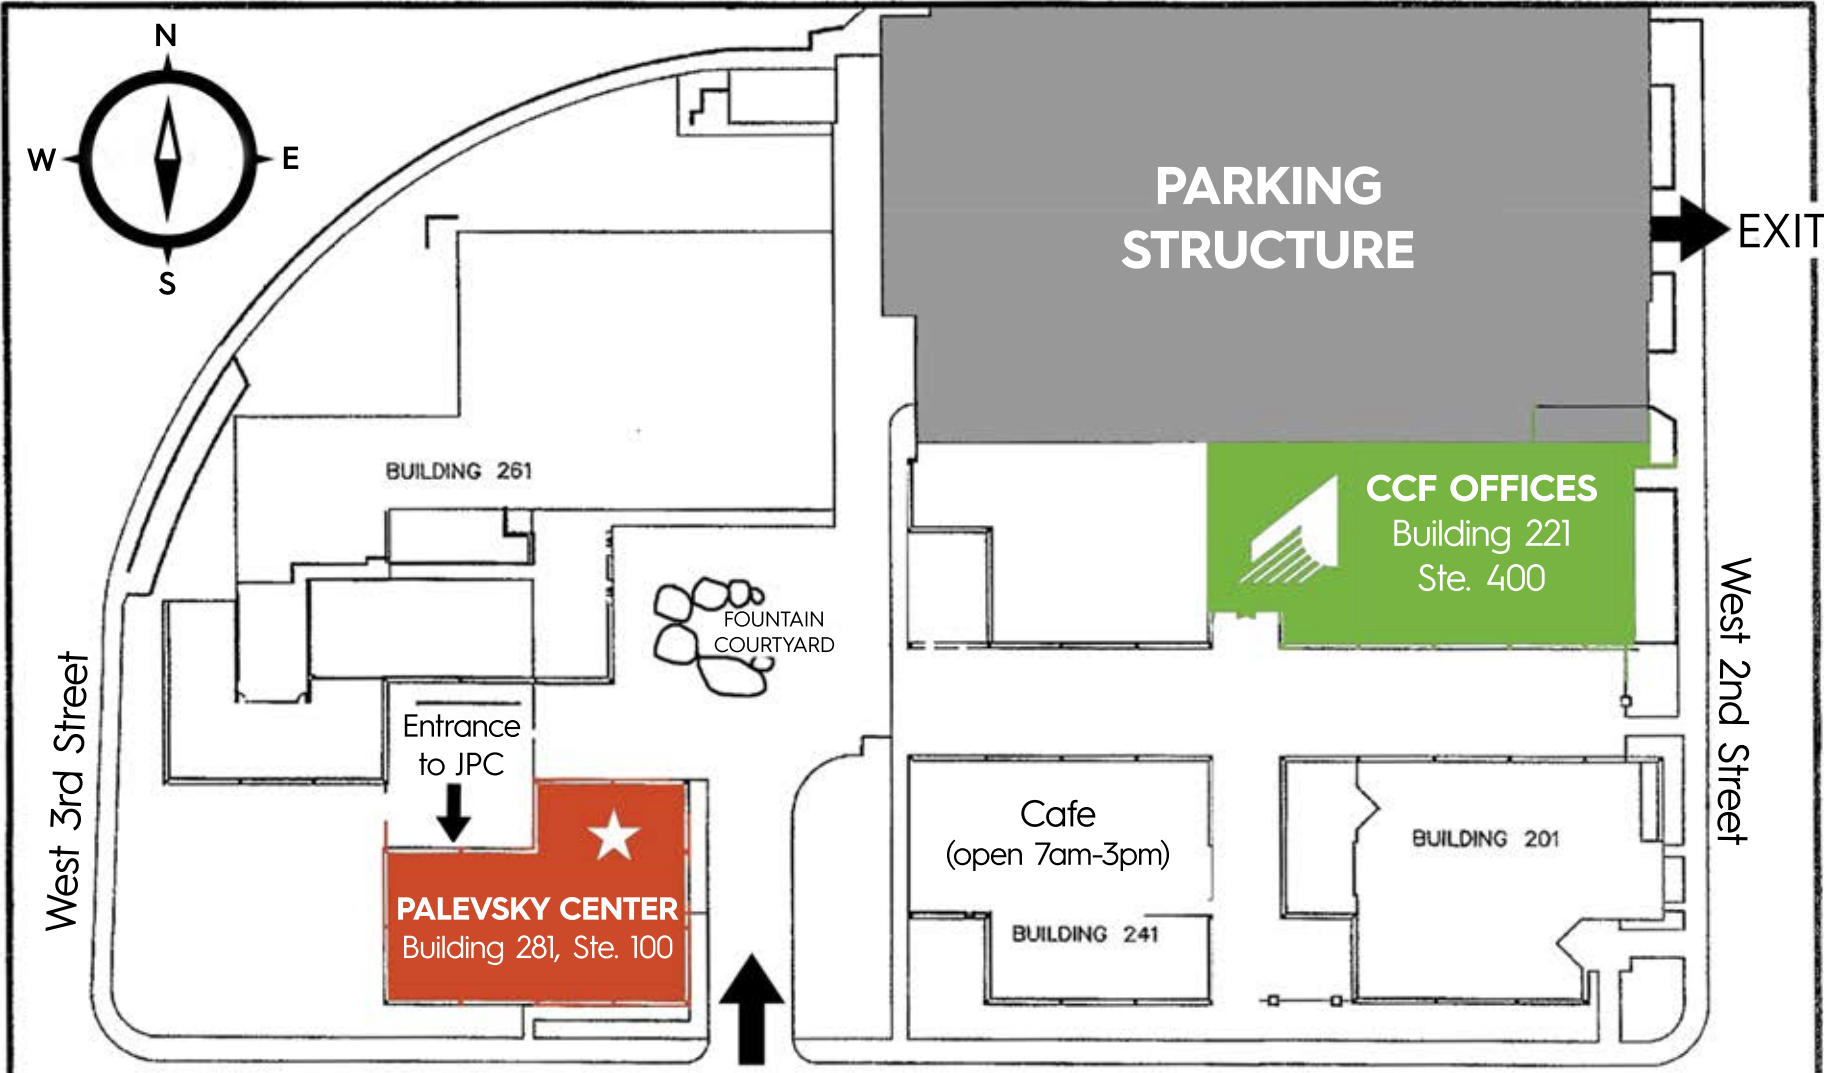 N
W
E
S
PARKING
STRUCTURE
EXIT
BUILDING 261
CCF OFFICES
Building 221
Ste. 400
FOUNTAIN
COURTYARD
West 3rd Street
West 2nd Street
Entrance
to JPC
Cafe
(open 7am-3pm)
BUILDING 201
PALEVSKY CENTER
Building 281, Ste. 100
BUILDING 241